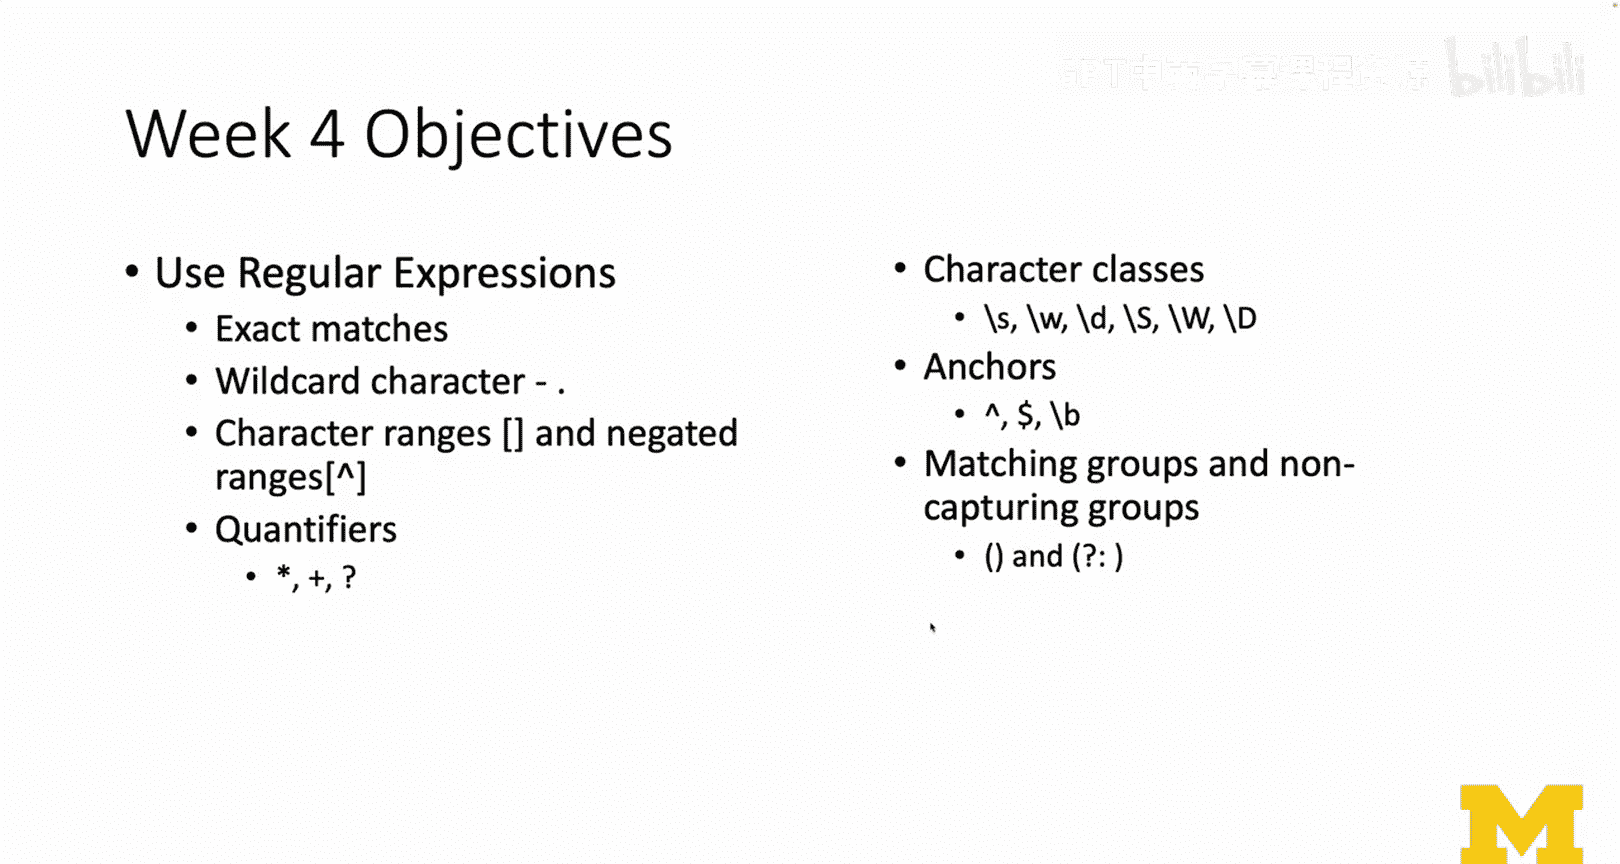 Week 4 Objectives
• Use Regular Expressions
• Exact matches
• Wildcard character - .
• Character ranges [] and negated
ranges[^]
• Quantifiers
• *, +, ?
• Character classes
• \s, \w, \d, \S, \W, \D
• Anchors
• ^, $, \b
• Matching groups and non-
capturing groups
• () and (?: )
bilibili
M